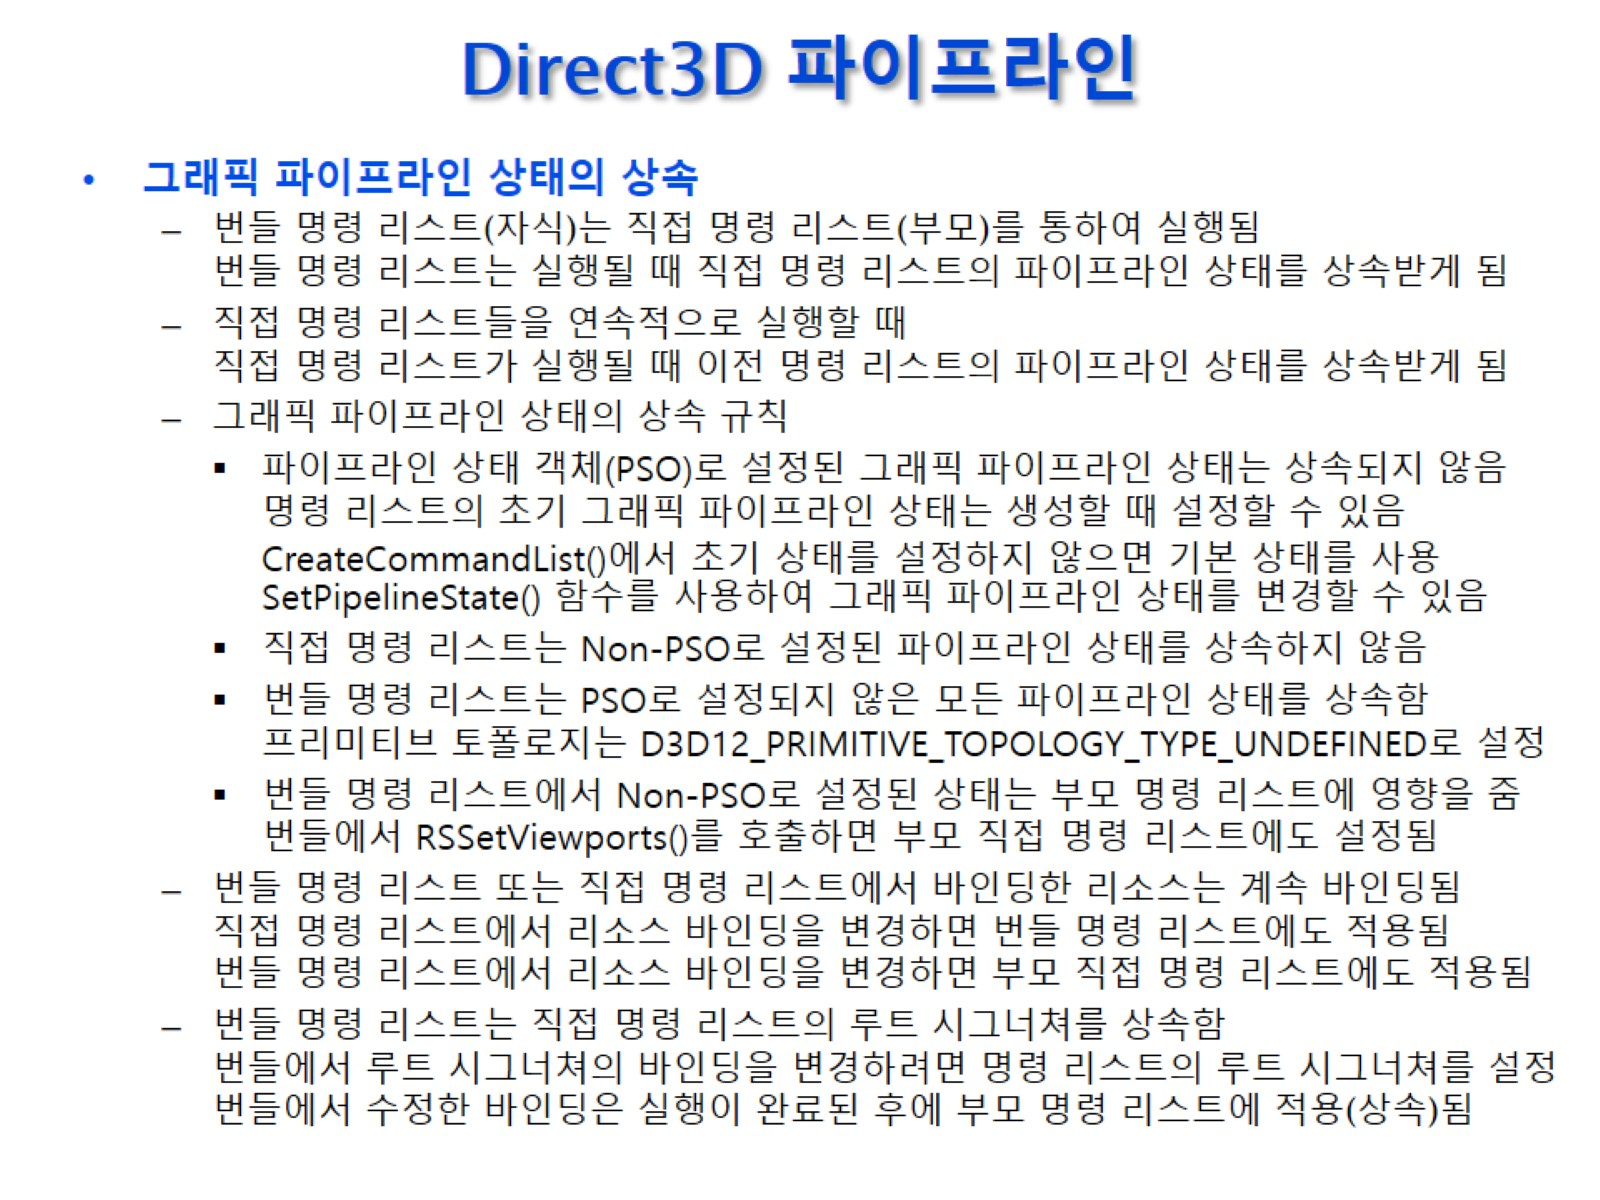 Direct3D 파이프라인
• 그래픽 파이프라인 상태의 상속
– 번들 명령 리스트(자식)는 직접 명령 리스트(부모)를 통하여 실행됨
번들 명령 리스트는 실행될 때 직접 명령 리스트의 파이프라인 상태를 상속받게 됨
– 직접 명령 리스트들을 연속적으로 실행할 때
직접 명령 리스트가 실행될 때 이전 명령 리스트의 파이프라인 상태를 상속받게 됨
– 그래픽 파이프라인 상태의 상속 규칙
▪ 파이프라인 상태 객체(PSO)로 설정된 그래픽 파이프라인 상태는 상속되지 않음
명령 리스트의 초기 그래픽 파이프라인 상태는 생성할 때 설정할 수 있음
CreateCommandList()에서 초기 상태를 설정하지 않으면 기본 상태를 사용
SetPipelineState() 함수를 사용하여 그래픽 파이프라인 상태를 변경할 수 있음
▪ 직접 명령 리스트는 Non-PSO로 설정된 파이프라인 상태를 상속하지 않음
▪ 번들 명령 리스트는 PSO로 설정되지 않은 모든 파이프라인 상태를 상속함
프리미티브 토폴로지는 D3D12_PRIMITIVE_TOPOLOGY_TYPE_UNDEFINED로 설정
▪ 번들 명령 리스트에서 Non-PSO로 설정된 상태는 부모 명령 리스트에 영향을 줌
번들에서 RSSetViewports()를 호출하면 부모 직접 명령 리스트에도 설정됨
– 번들 명령 리스트 또는 직접 명령 리스트에서 바인딩한 리소스는 계속 바인딩됨
직접 명령 리스트에서 리소스 바인딩을 변경하면 번들 명령 리스트에도 적용됨
번들 명령 리스트에서 리소스 바인딩을 변경하면 부모 직접 명령 리스트에도 적용됨
– 번들 명령 리스트는 직접 명령 리스트의 루트 시그너쳐를 상속함
번들에서 루트 시그너쳐의 바인딩을 변경하려면 명령 리스트의 루트 시그너쳐를 설정
번들에서 수정한 바인딩은 실행이 완료된 후에 부모 명령 리스트에 적용(상속)됨